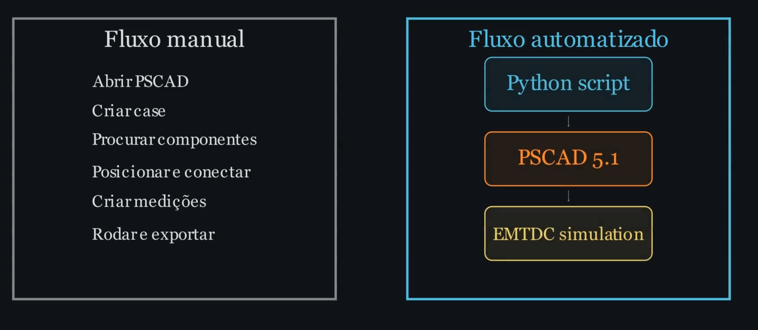 Fluxo manual
Abrir PSCAD
Criar case
Procurar componentes
Posicionar e conectar
Criar medições
Rodar e exportar
Fluxo automatizado
Python script
PSCAD 5.1
EMTDC simulation